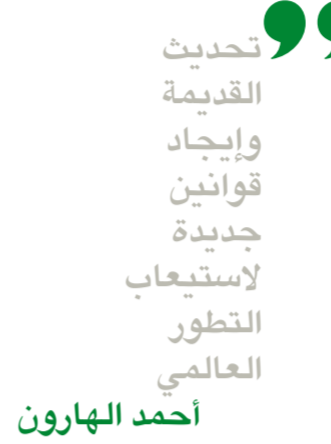 تحديث
القديمة
وإيجاد
قوانين
جديدة
لاستيعاب
التطور
العالمي
أحمد الهارون